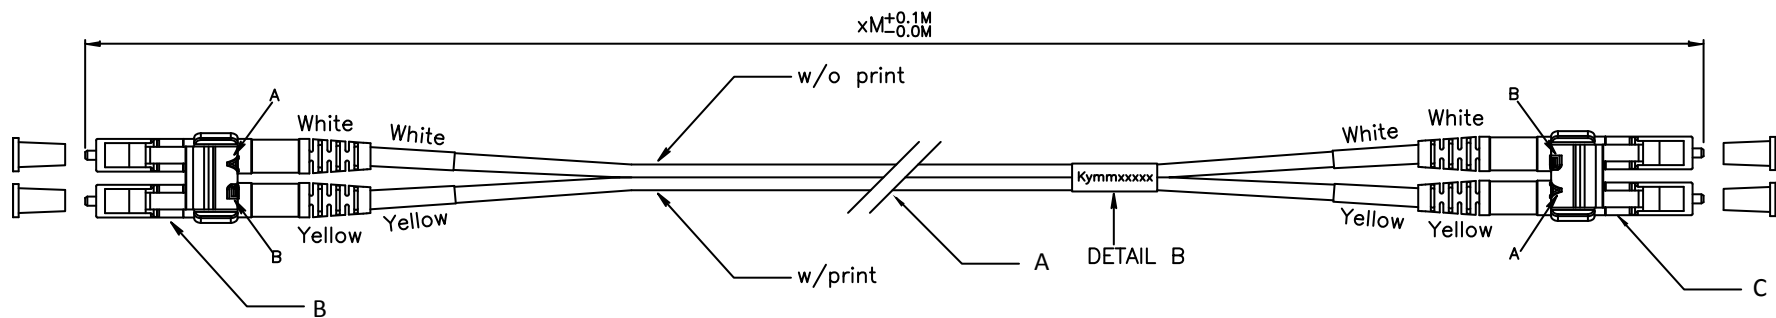 xM +0.1M
-0.0M
w/o print
A
B
White
White
White
White
Kymmxxxxx
Yellow
Yellow
Yellow
Yellow
B
A
A
DETAIL B
w/print
B
C